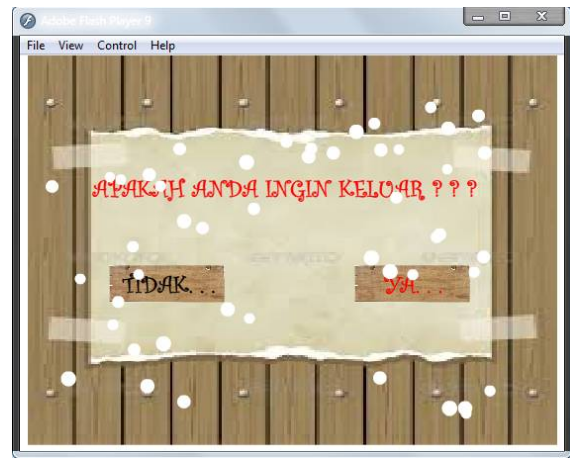 Adobe Flash Player 9
File View Control Help
APAKAH ANDA INGIN KELUAR ? ? ?
TIDAK. . .
YA. . .